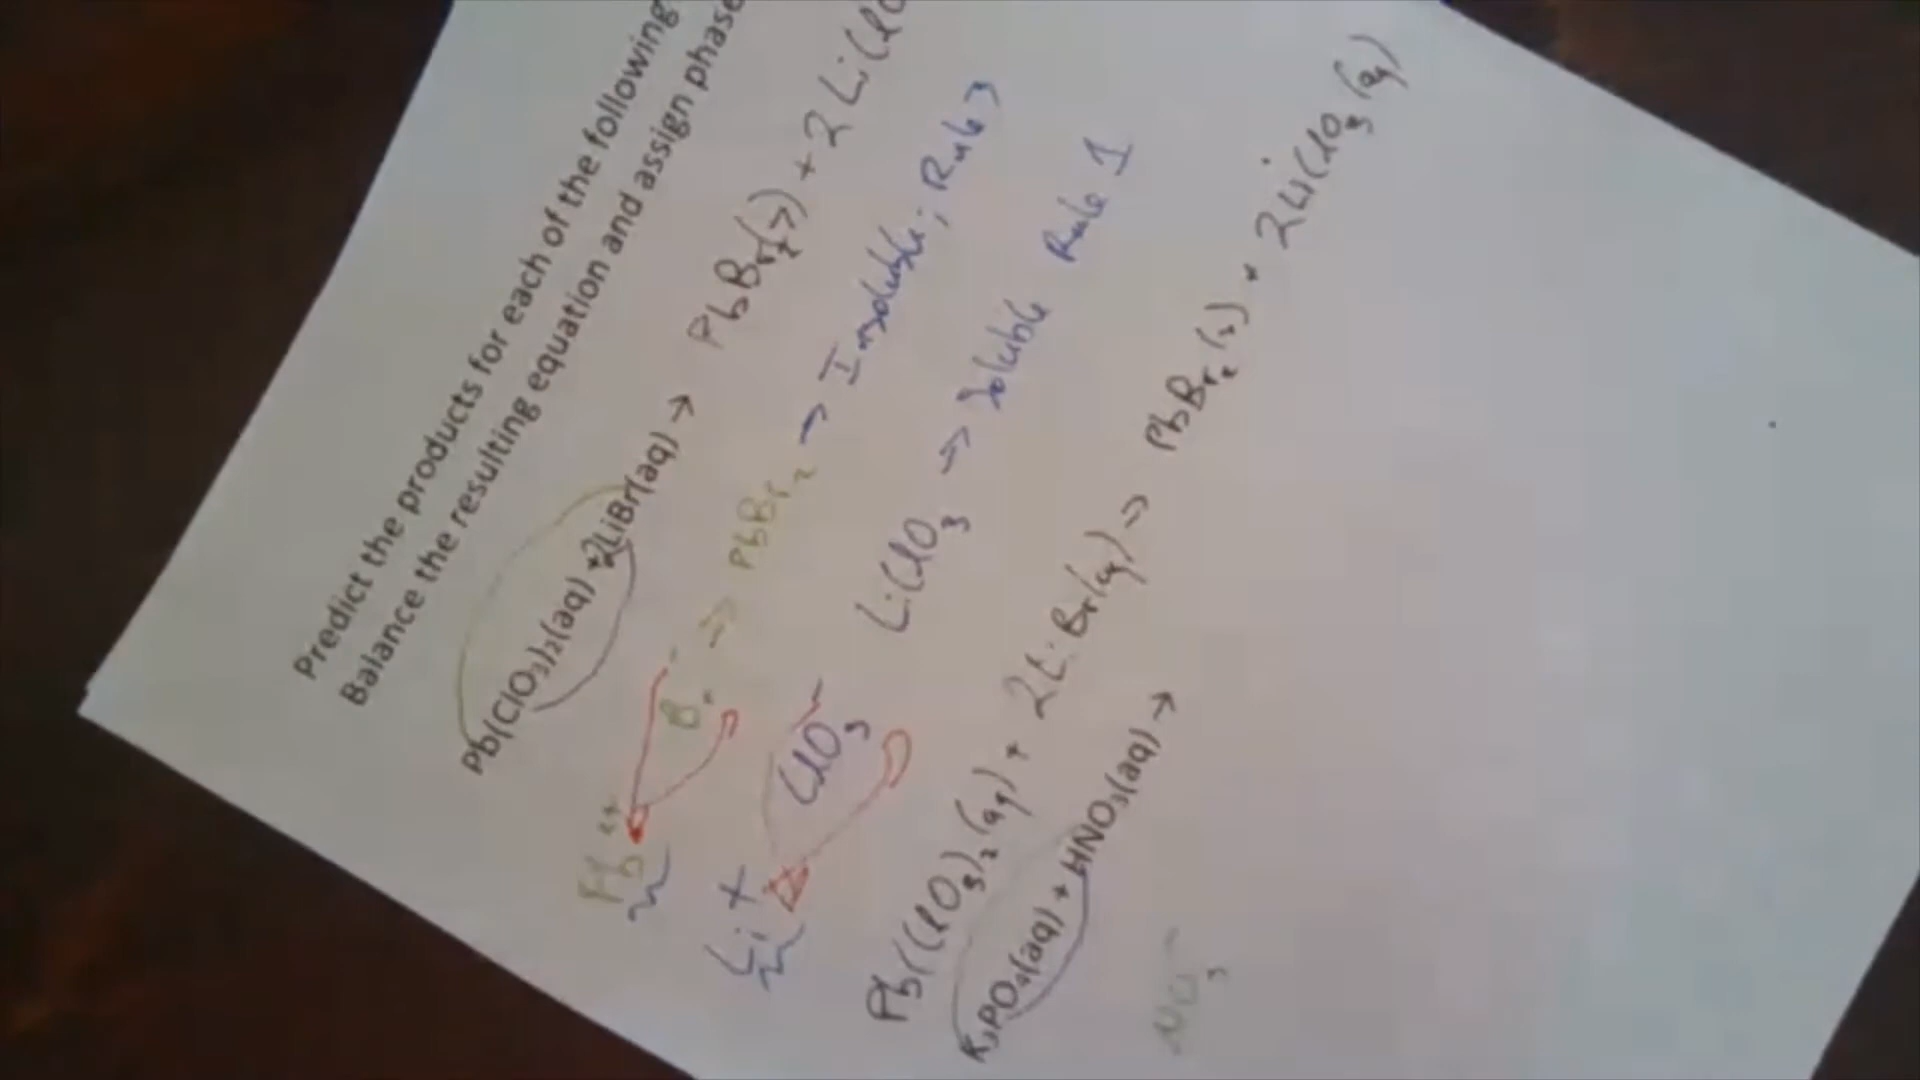 Predict the products for each of the following
Balance the resulting equation and assign phase
Pb(ClO₃)₂(aq) + 2LiBr(aq) → PbBr₂(s) + 2 LiClO
Pb²⁺ Br⁻ → PbBr₂ → Insoluble; Rule 3
Li⁺ ClO₃⁻ LiClO₃ → Soluble Rule 1
Pb(ClO₃)₂(aq) + 2LiBr(aq) → PbBr₂(s) + 2LiClO₃(aq)
K₃PO₄(aq) + HNO₃(aq) →
NO₃⁻